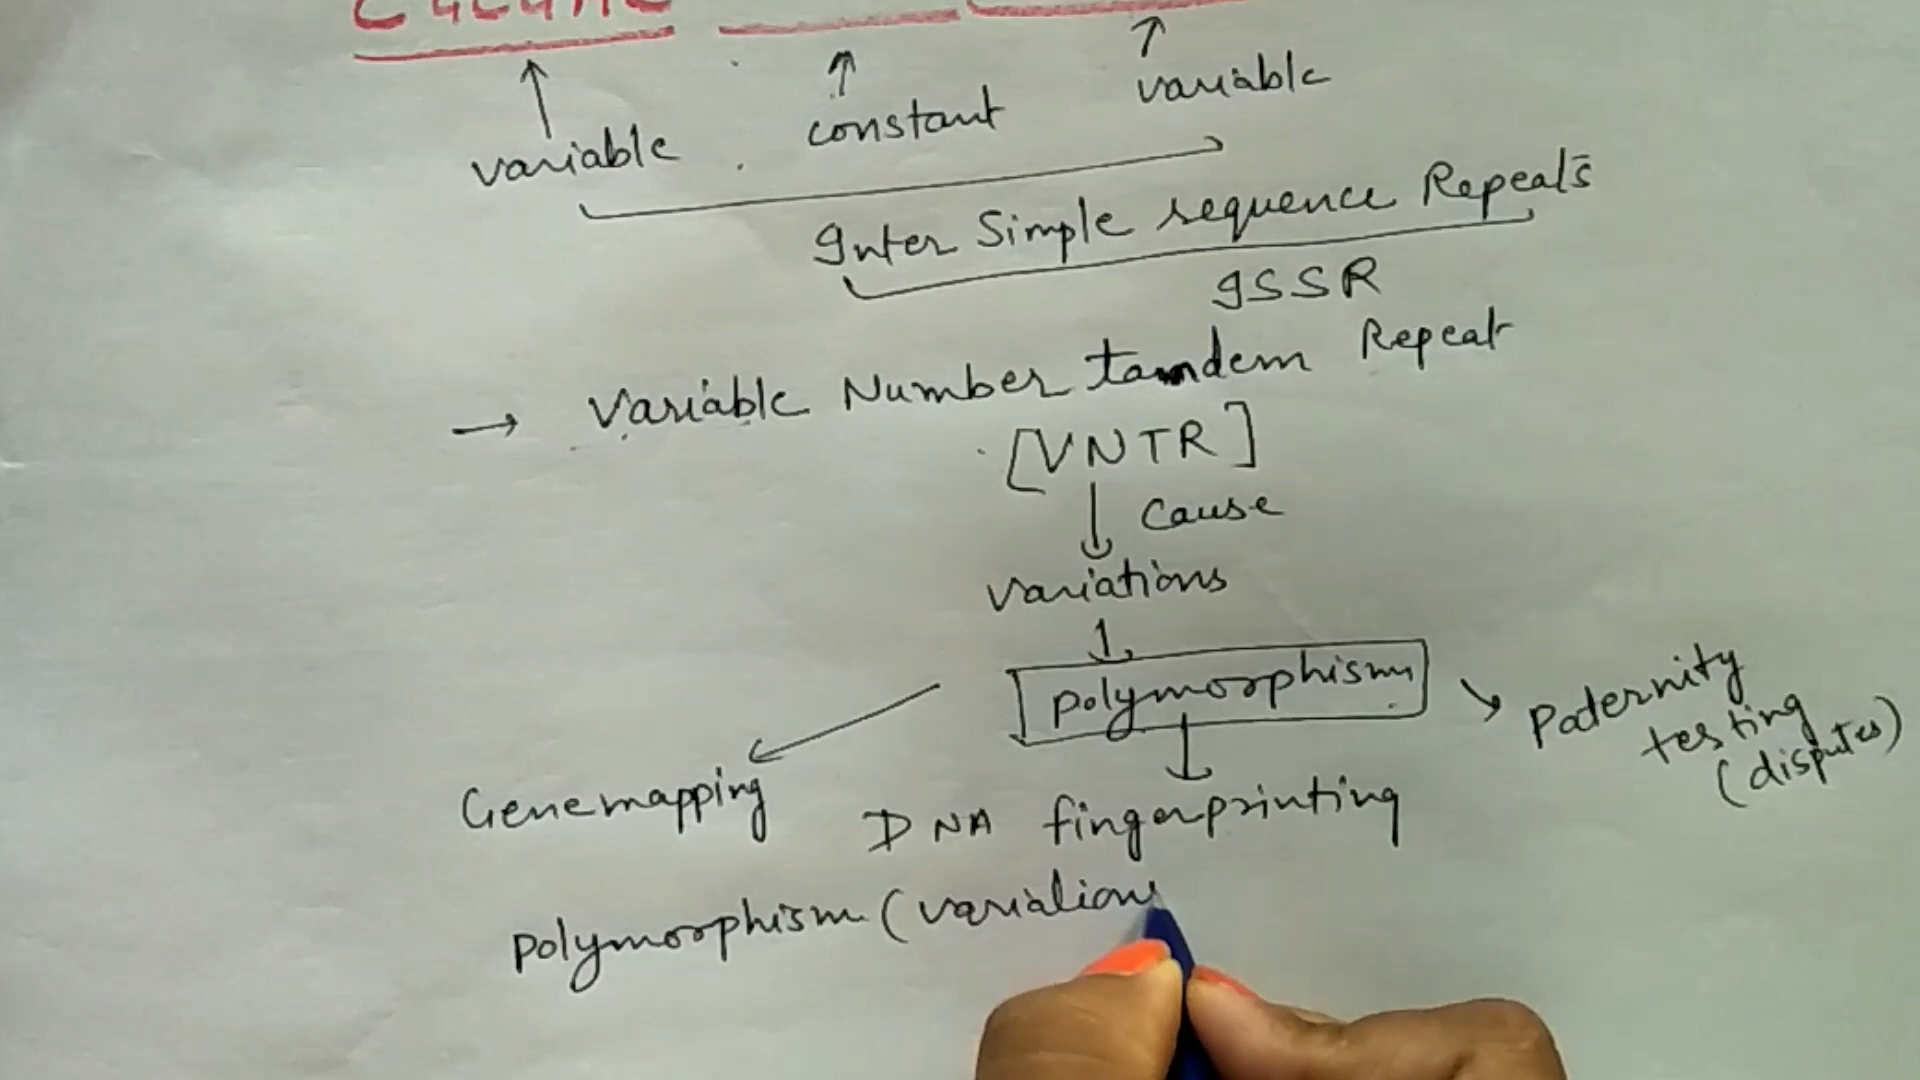 variable constant variable
Inter Simple sequence Repeats
ISSR
→ Variable Number tandem Repeat
[VNTR]
↓ Cause
Variations
↓
polymorphism
Genemapping
DNA fingerprinting
Paternity
testing
(disputes)
polymorphism (variation